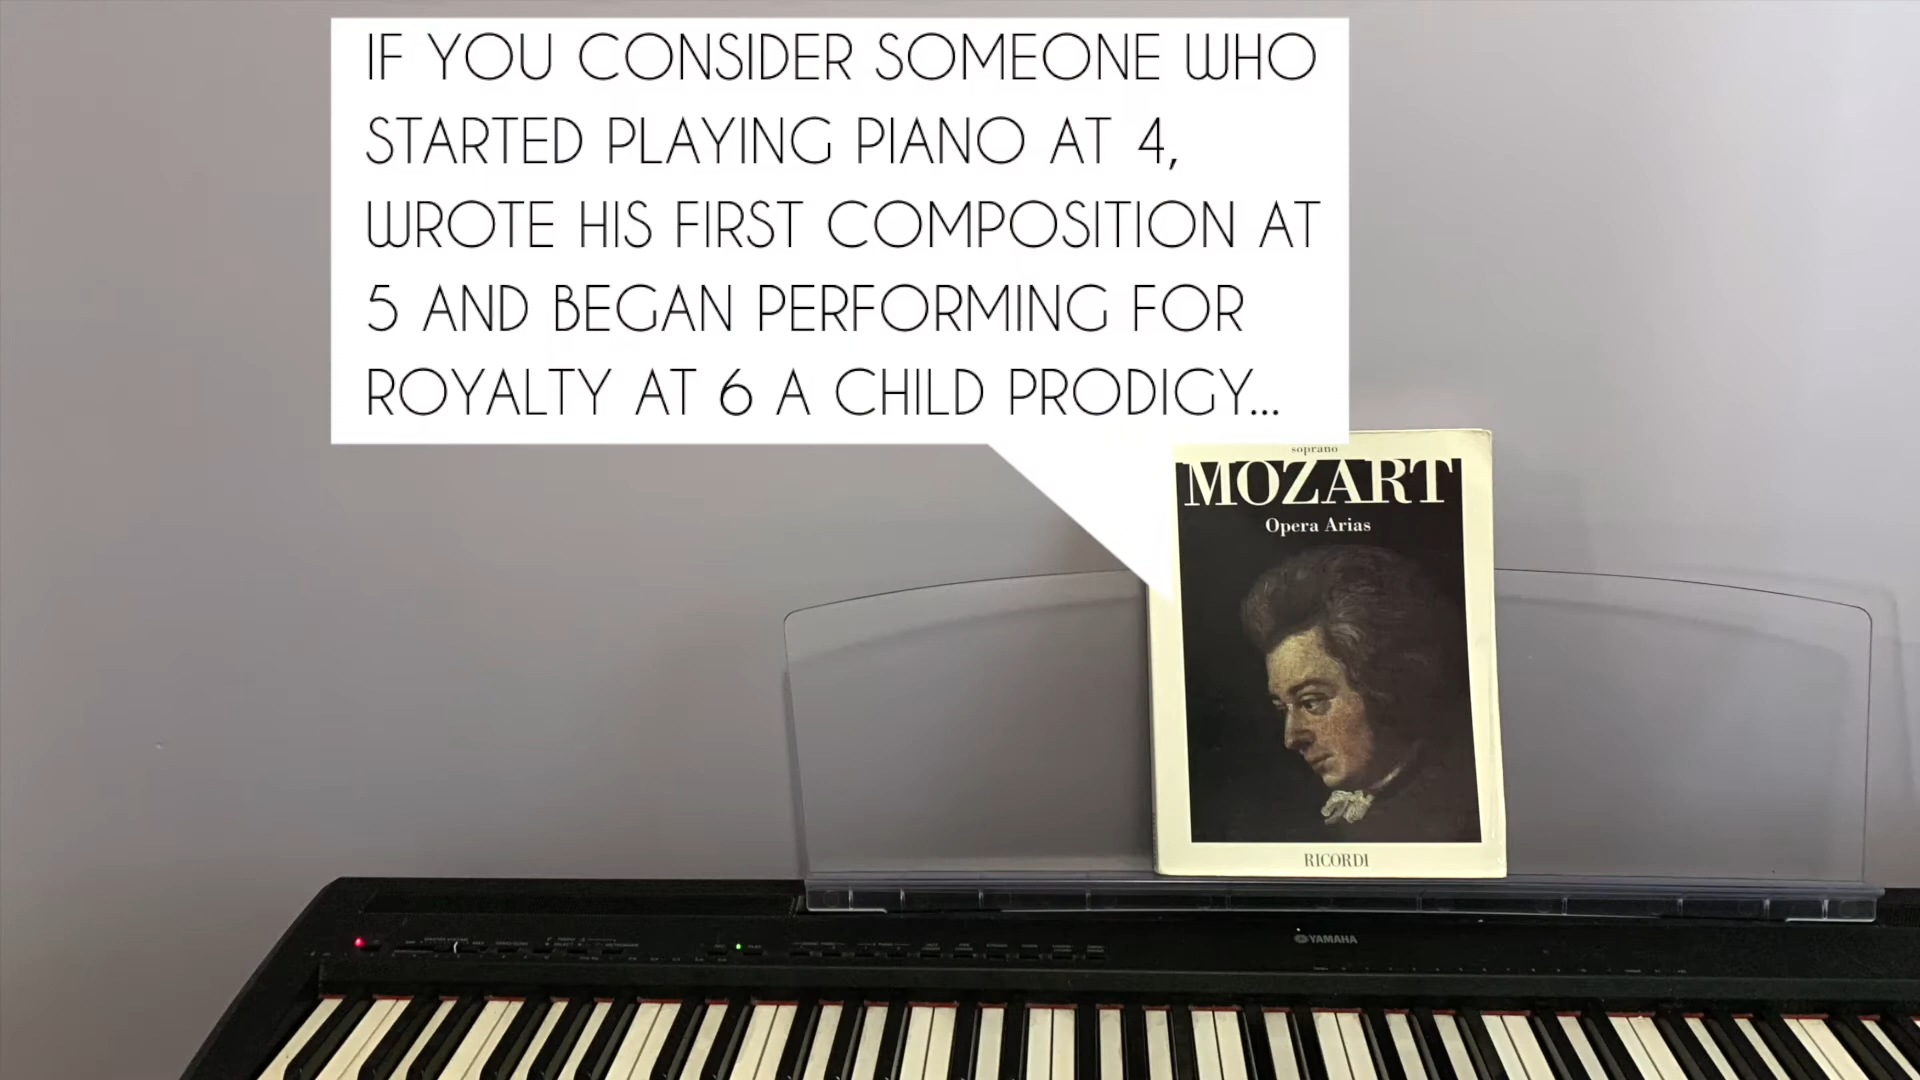 IF YOU CONSIDER SOMEONE WHO
STARTED PLAYING PIANO AT 4,
WROTE HIS FIRST COMPOSITION AT
5 AND BEGAN PERFORMING FOR
ROYALTY AT 6 A CHILD PRODIGY...
soprano
MOZART
Opera Arias
RICORDI
YAMAHA